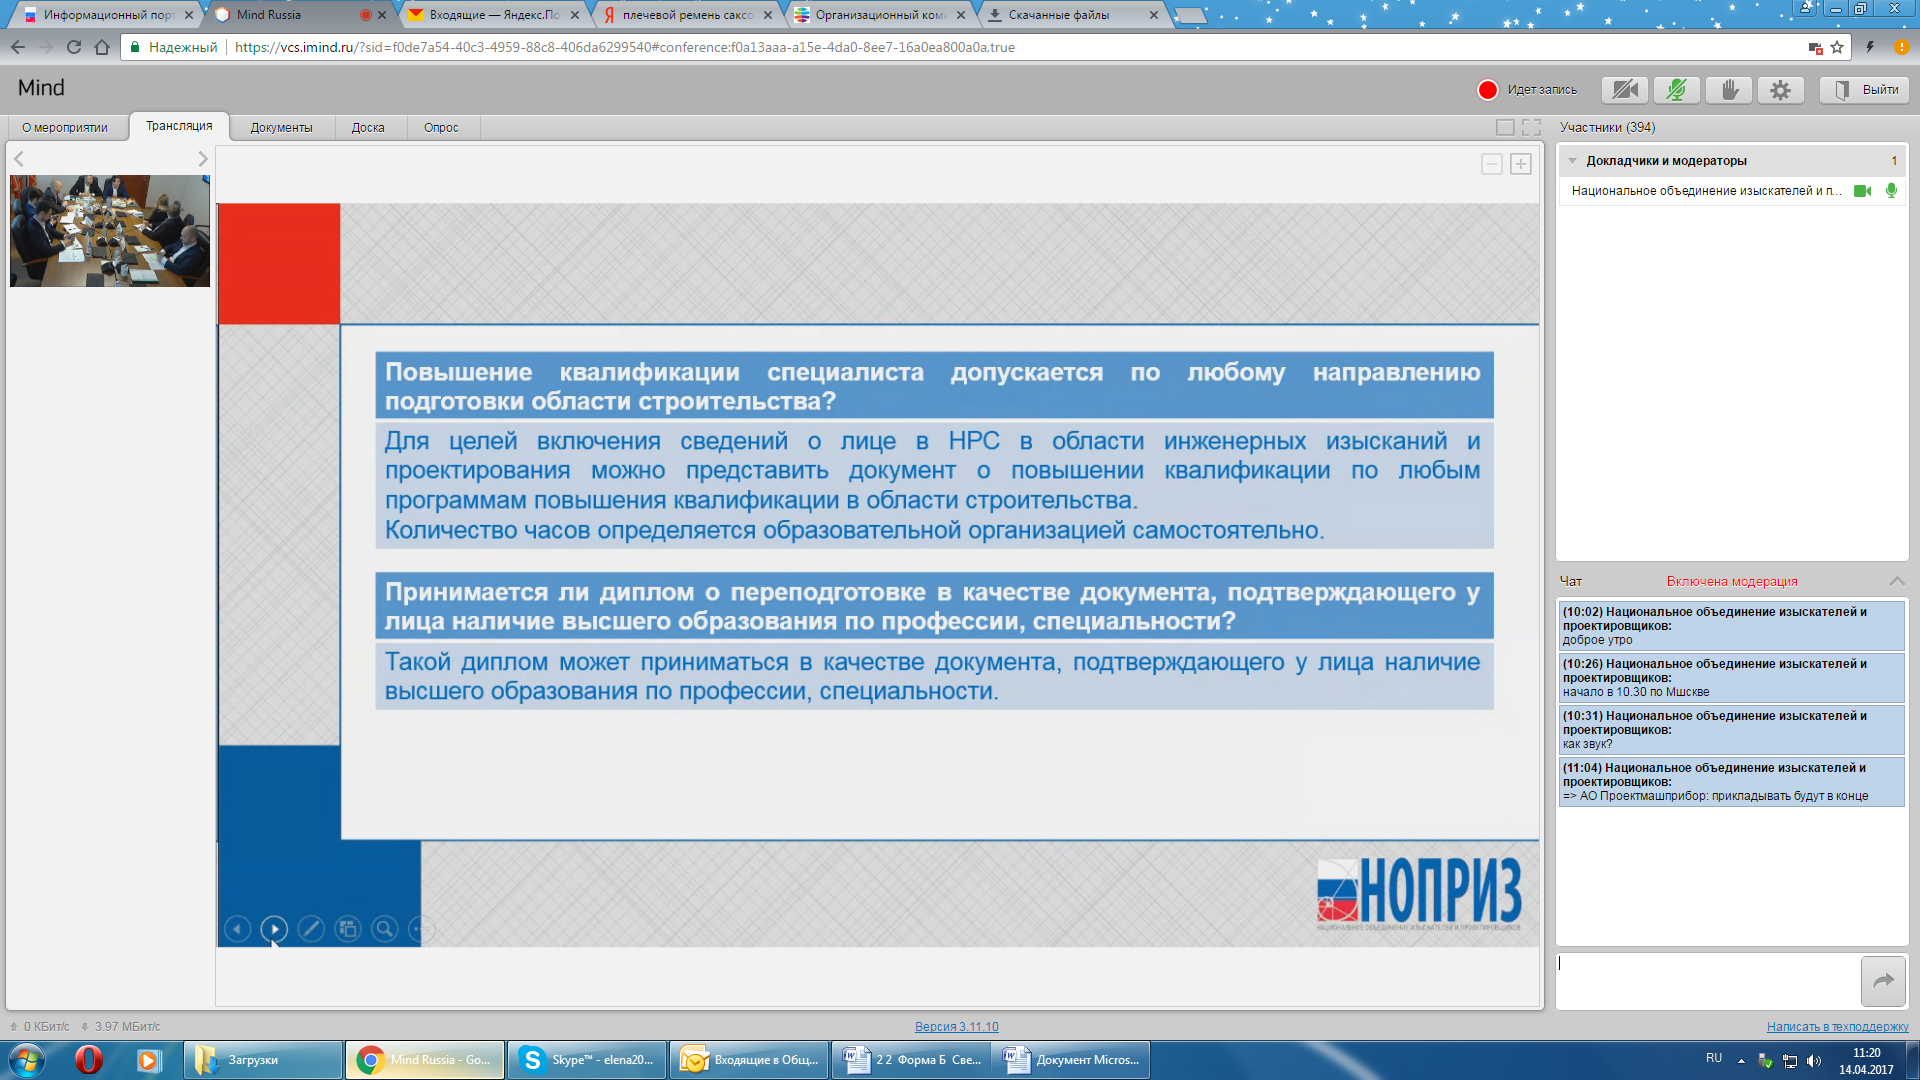 Информационный порт
Mind Russia
Входящие — Яндекс.По
плечевой ремень саксо
Организационный ком
Скачанные файлы
Надежный
https://vcs.imind.ru/?sid=f0de7a54-40c3-4959-88c8-406da6299540#conference:f0a13aaa-a15e-4da0-8ee7-16a0ea800a0a,true
Mind
Идет запись
Выйти
О мероприятии
Трансляция
Документы
Доска
Опрос
Участники (394)
Докладчики и модераторы
1
Национальное объединение изыскателей и п...
Повышение квалификации специалиста допускается по любому направлению
подготовки области строительства?
Для целей включения сведений о лице в НРС в области инженерных изысканий и
проектирования можно представить документ о повышении квалификации по любым
программам повышения квалификации в области строительства.
Количество часов определяется образовательной организацией самостоятельно.
Принимается ли диплом о переподготовке в качестве документа, подтверждающего у
лица наличие высшего образования по профессии, специальности?
Такой диплом может приниматься в качестве документа, подтверждающего у лица наличие
высшего образования по профессии, специальности.
НОПРИЗ
НАЦИОНАЛЬНОЕ ОБЪЕДИНЕНИЕ ИЗЫСКАТЕЛЕЙ И ПРОЕКТИРОВЩИКОВ
Чат
Включена модерация
(10:02) Национальное объединение изыскателей и
проектировщиков:
доброе утро
(10:26) Национальное объединение изыскателей и
проектировщиков:
начало в 10.30 по Мшскве
(10:31) Национальное объединение изыскателей и
проектировщиков:
как звук?
(11:04) Национальное объединение изыскателей и
проектировщиков:
=> АО Проектмашприбор: прикладывать будут в конце
0 КБит/с
3.97 МБит/с
Версия 3.11.10
Написать в техподдержку
Загрузки
Mind Russia - Go...
Skype™ - elena20...
Входящие в Общ...
2 2 Форма Б Све...
Документ Micros...
RU
11:20
14.04.2017